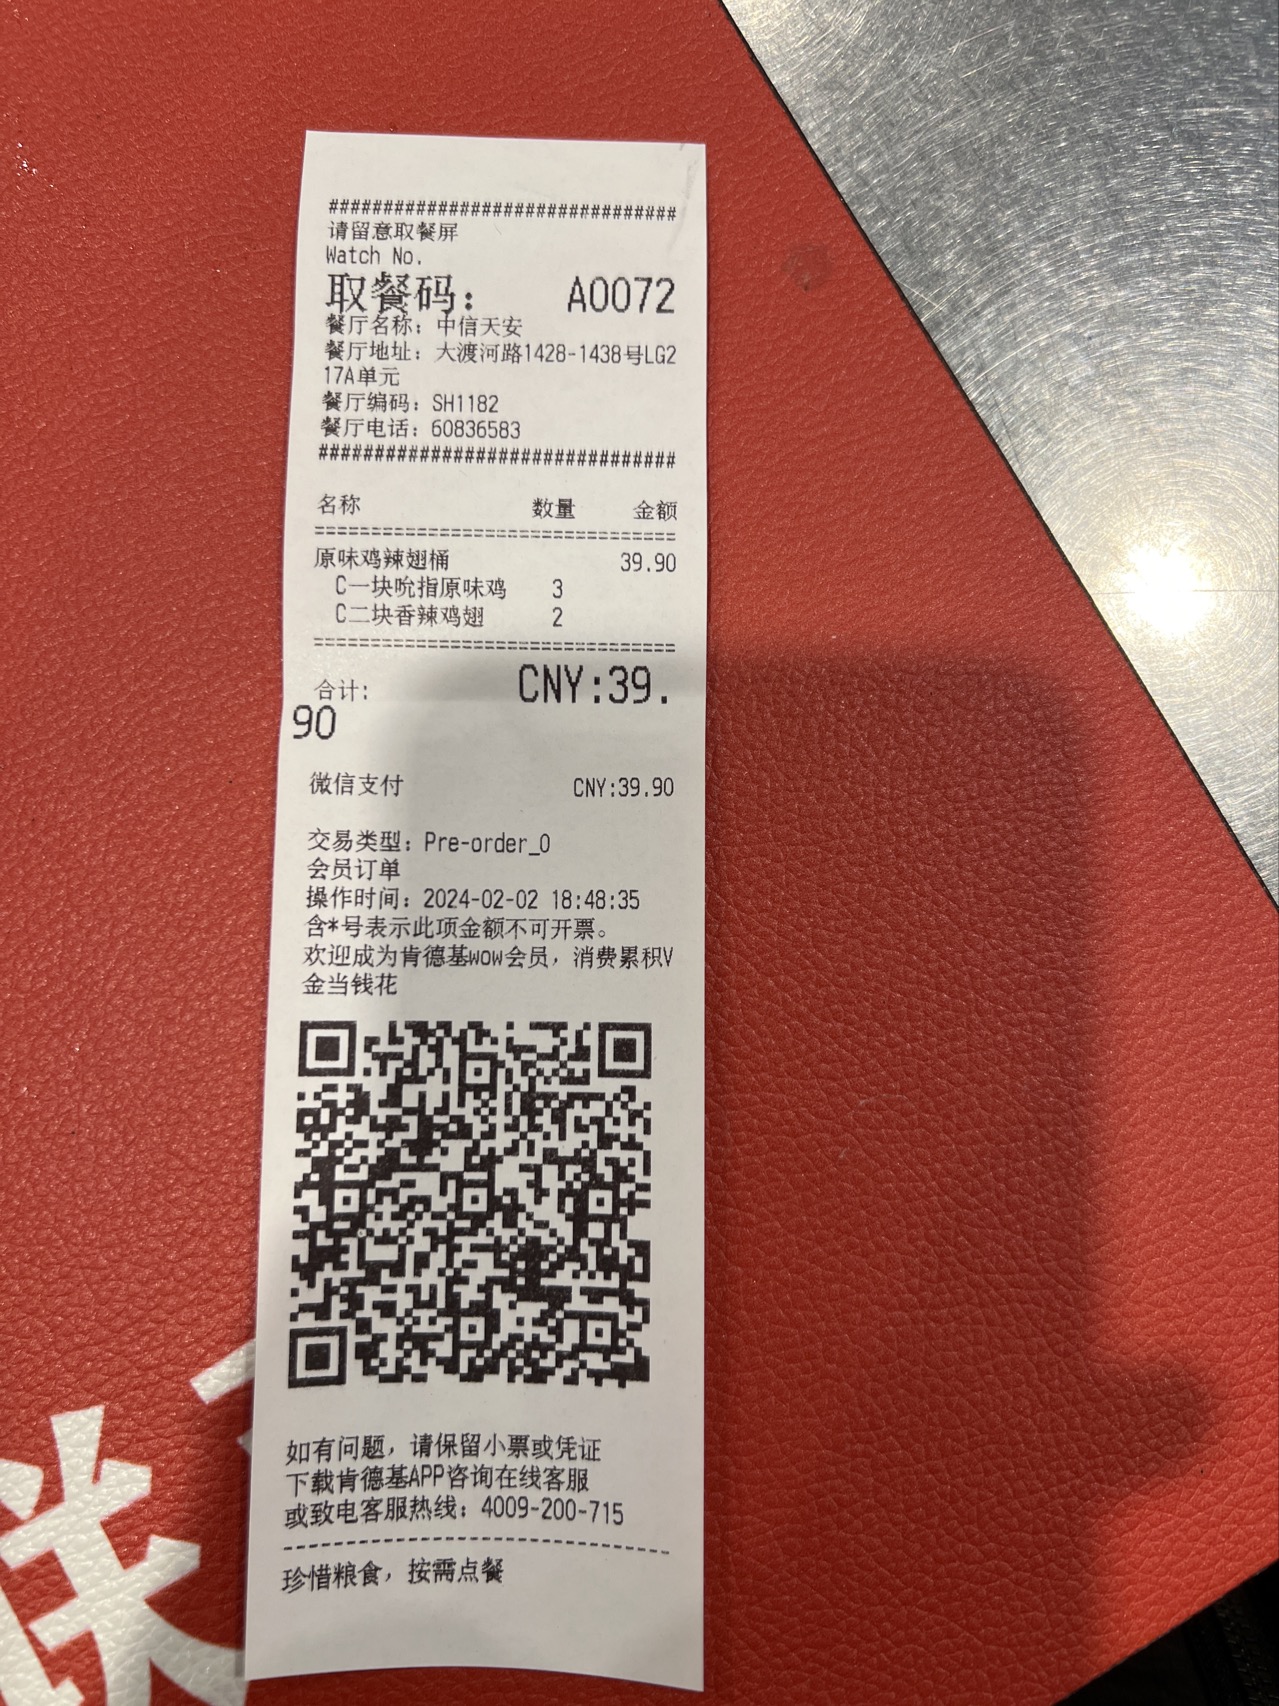 ################################
请留意取餐屏
Watch No.
取餐码： A0072
餐厅名称：中信天安
餐厅地址：大渡河路1428-1438号LG2
17A单元
餐厅编码：SH1182
餐厅电话：60836583
################################
名称 数量 金额
================================
原味鸡辣翅桶 39.90
C一块吮指原味鸡 3
C二块香辣鸡翅 2
================================
合计: CNY:39.
90
微信支付 CNY:39.90
交易类型：Pre-order_0
会员订单
操作时间：2024-02-02 18:48:35
含*号表示此项金额不可开票。
欢迎成为肯德基wow会员，消费累积V
金当钱花
如有问题，请保留小票或凭证
下载肯德基APP咨询在线客服
或致电客服热线：4009-200-715
--------------------------------
珍惜粮食，按需点餐